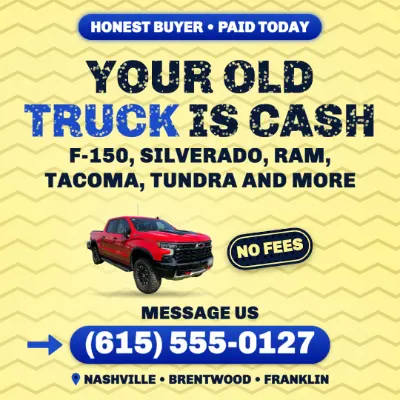 HONEST BUYER • PAID TODAY
YOUR OLD
TRUCK IS CASH
F-150, SILVERADO, RAM,
TACOMA, TUNDRA AND MORE
NO FEES
MESSAGE US
(615) 555-0127
NASHVILLE • BRENTWOOD • FRANKLIN